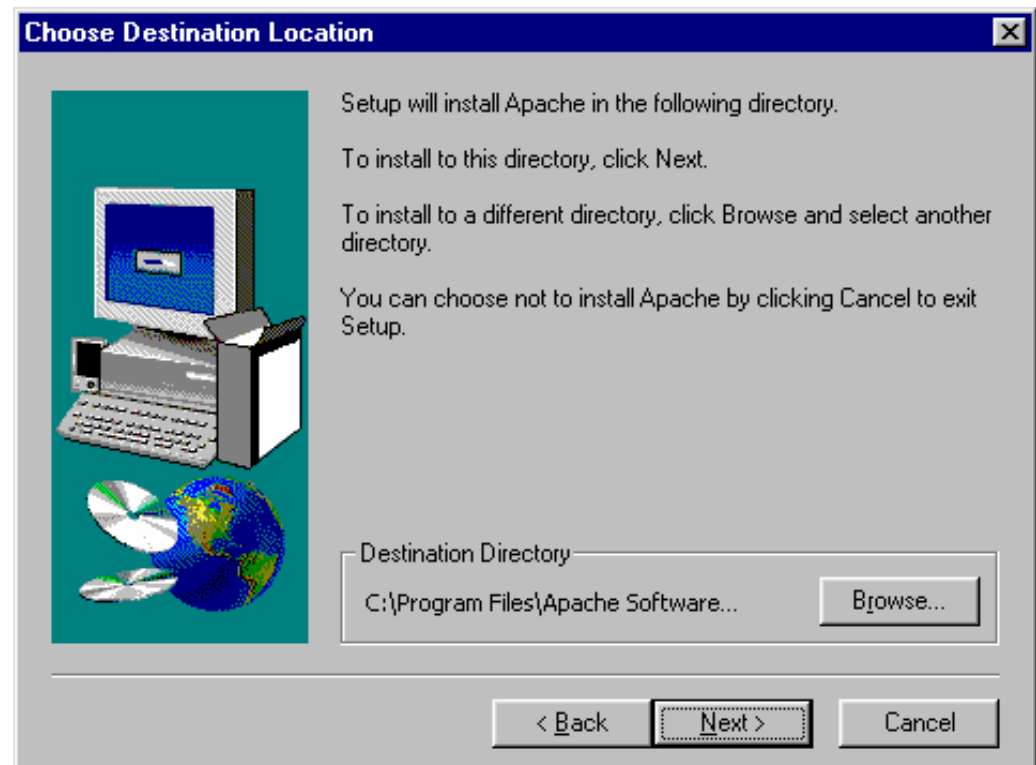 Choose Destination Location
Setup will install Apache in the following directory.
To install to this directory, click Next.
To install to a different directory, click Browse and select another
directory.
You can choose not to install Apache by clicking Cancel to exit
Setup.
Destination Directory
C:\Program Files\Apache Software...
Browse...
< Back
Next >
Cancel